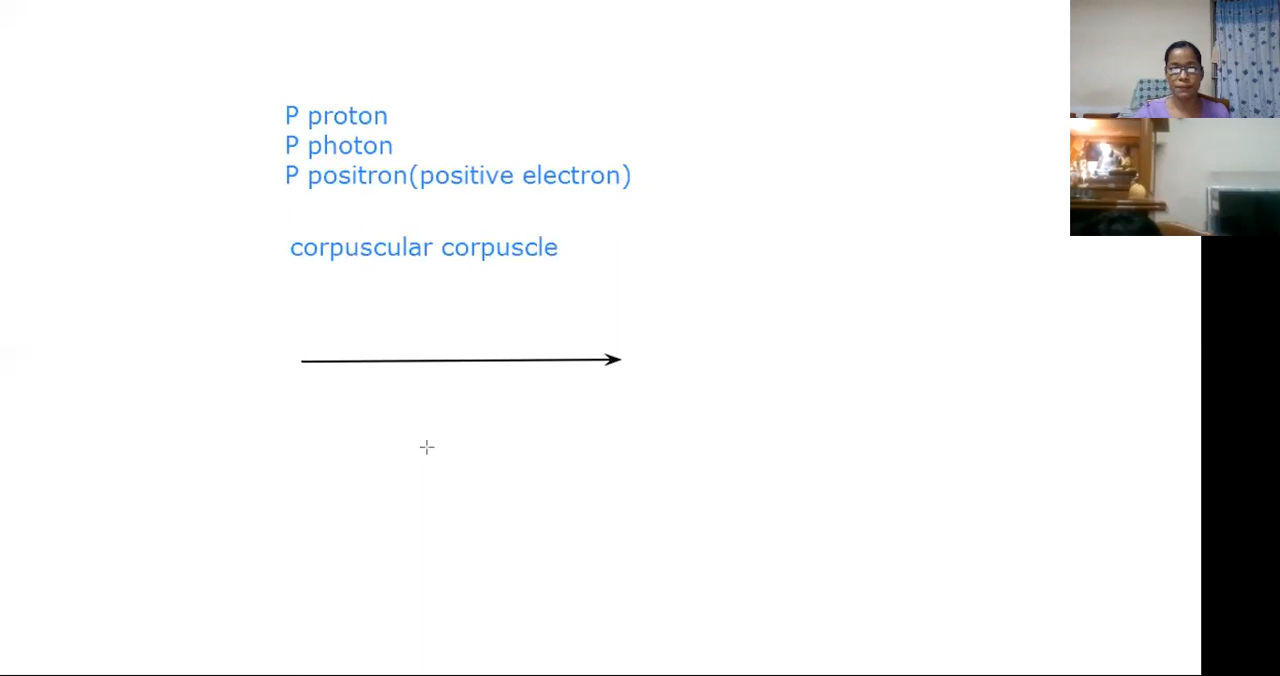 P proton
P photon
P positron(positive electron)
corpuscular corpuscle